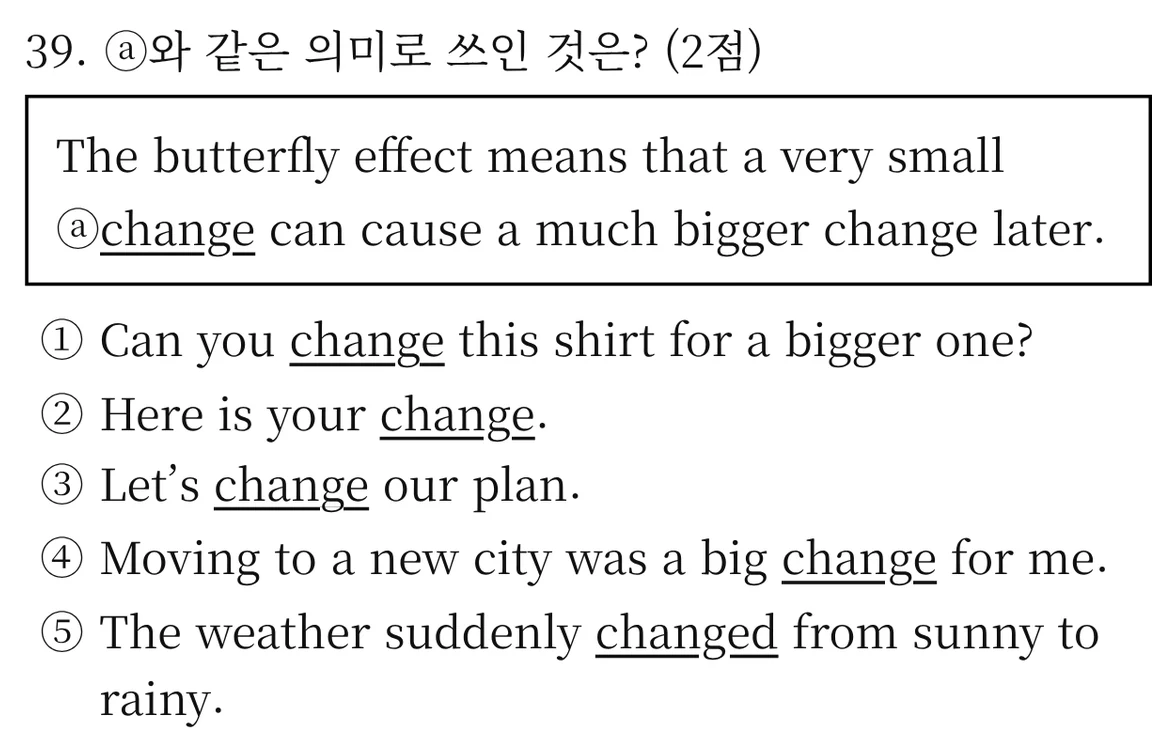 39. ⓐ와 같은 의미로 쓰인 것은? (2점)
The butterfly effect means that a very small
ⓐchange can cause a much bigger change later.
① Can you change this shirt for a bigger one?
② Here is your change.
③ Let’s change our plan.
④ Moving to a new city was a big change for me.
⑤ The weather suddenly changed from sunny to
rainy.